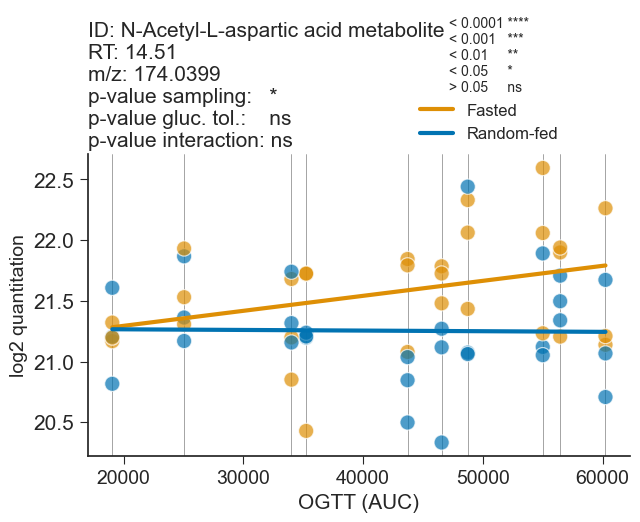 ID: N-Acetyl-L-aspartic acid metabolite
RT: 14.51
m/z: 174.0399
p-value sampling: *
p-value gluc. tol.: ns
p-value interaction: ns
< 0.0001 ****
< 0.001 ***
< 0.01 **
< 0.05 *
> 0.05 ns
Fasted
Random-fed
log2 quantitation
22.5
22.0
21.5
21.0
20.5
20000 30000 40000 50000 60000
OGTT (AUC)